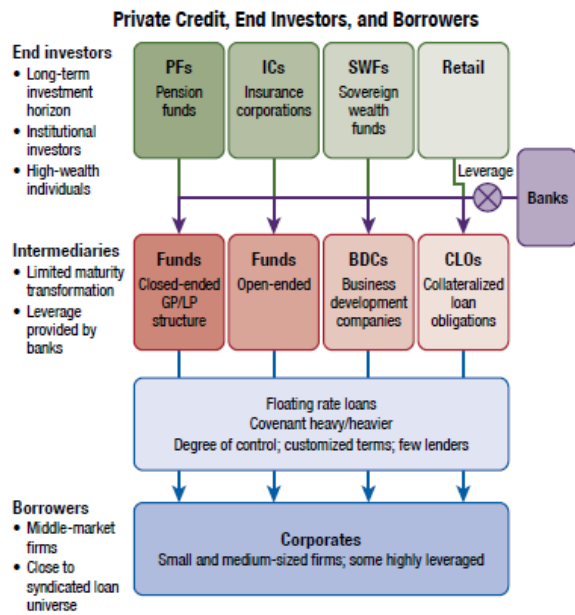 Private Credit, End Investors, and Borrowers
End investors
• Long-term
investment
horizon
• Institutional
investors
• High-wealth
individuals
PFs
Pension
funds
ICs
Insurance
corporations
SWFs
Sovereign
wealth
funds
Retail
Leverage
Banks
Intermediaries
• Limited maturity
transformation
• Leverage
provided by
banks
Funds
Closed-ended
GP/LP
structure
Funds
Open-ended
BDCs
Business
development
companies
CLOs
Collateralized
loan
obligations
Floating rate loans
Covenant heavy/heavier
Degree of control; customized terms; few lenders
Borrowers
• Middle-market
firms
• Close to
syndicated loan
universe
Corporates
Small and medium-sized firms; some highly leveraged